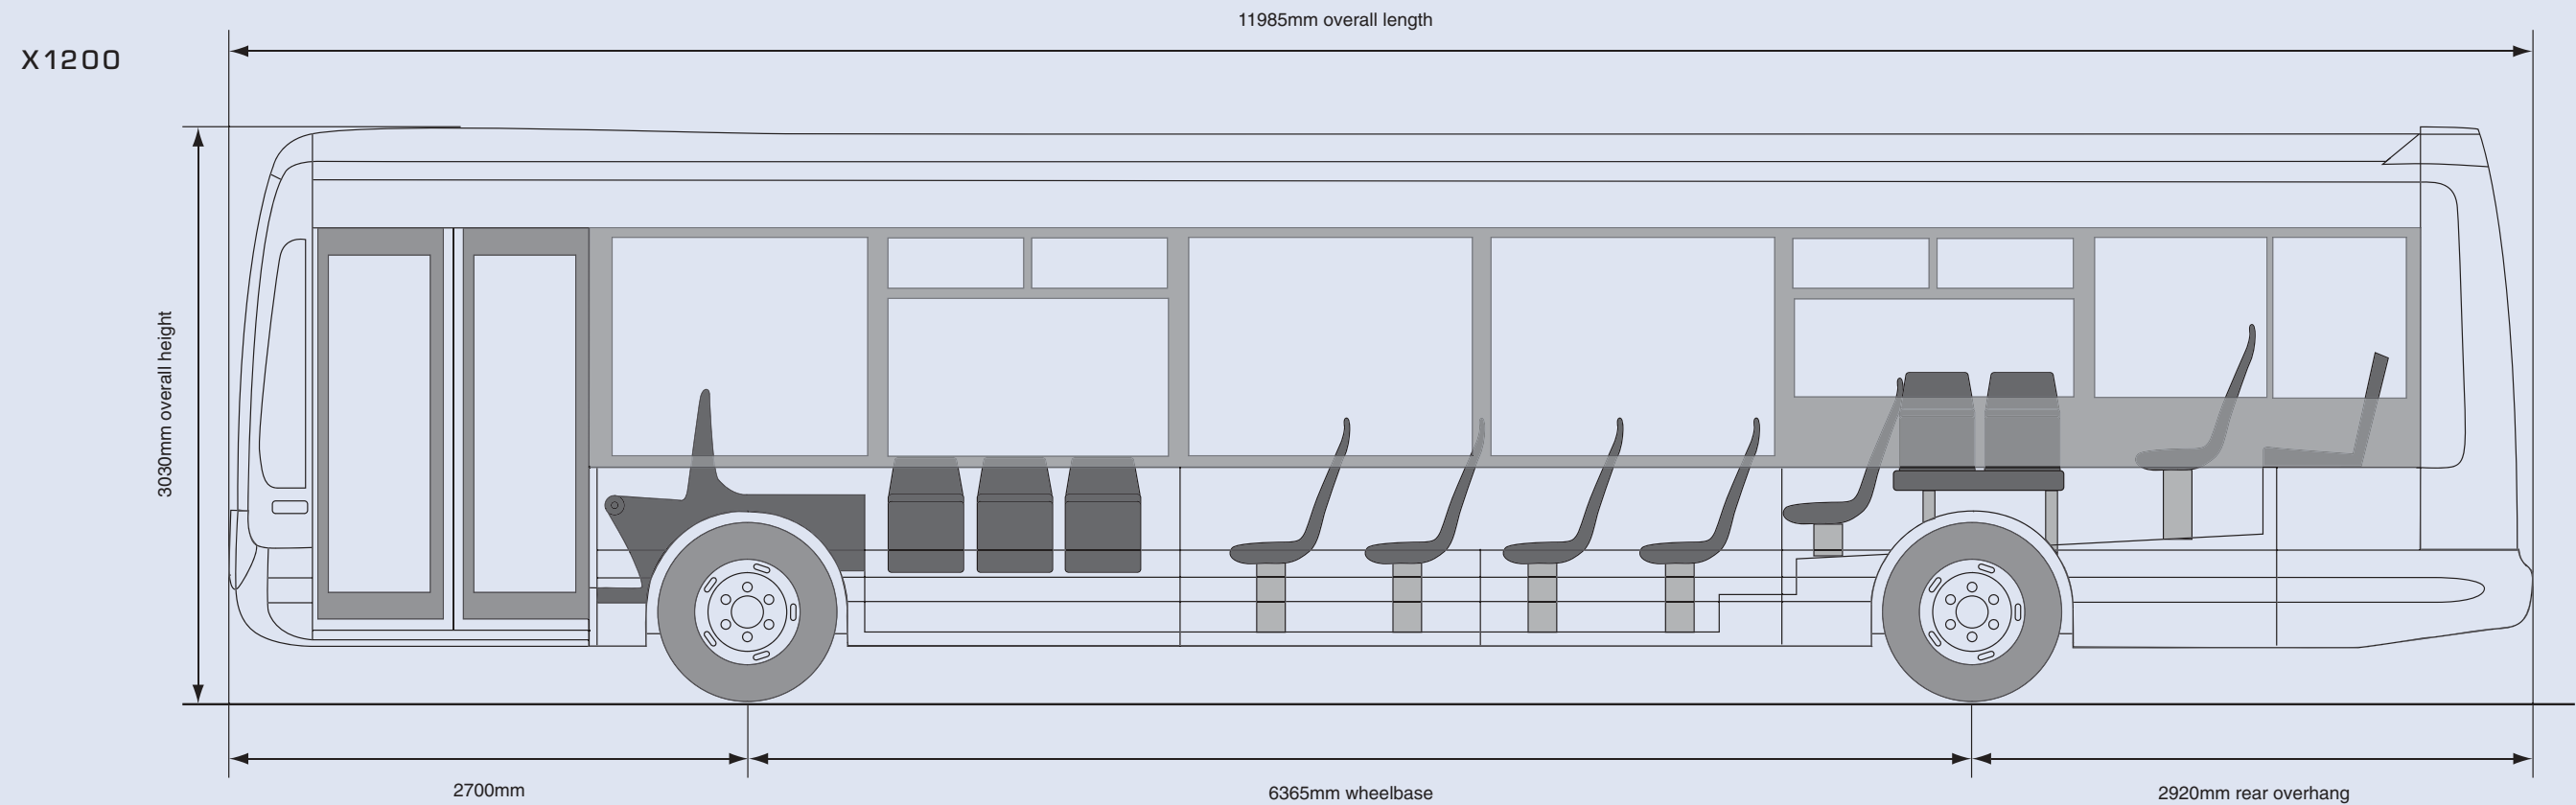 11985mm overall length
X1200
3030mm overall height
2700mm
6365mm wheelbase
2920mm rear overhang